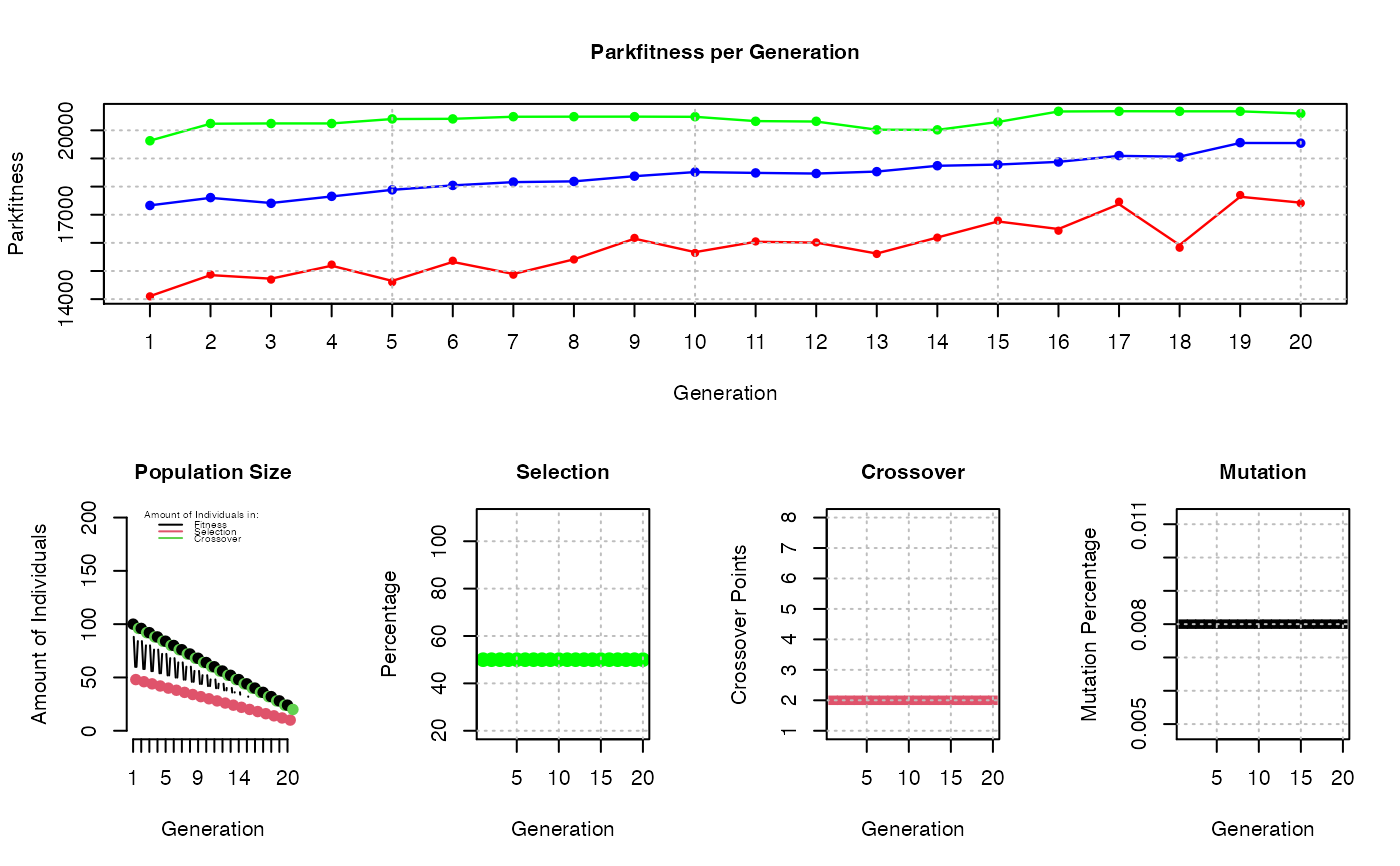 Parkfitness per Generation
Parkfitness
14000 17000 20000
1 2 3 4 5 6 7 8 9 10 11 12 13 14 15 16 17 18 19 20
Generation
Population Size
Amount of Individuals
0 50 100 150 200
Amount of Individuals in:
Fitness
Selection
Crossover
1 5 9 14 20
Generation
Selection
Percentage
20 40 60 80 100
5 10 15 20
Generation
Crossover
Crossover Points
1 2 3 4 5 6 7 8
5 10 15 20
Generation
Mutation
Mutation Percentage
0.005 0.008 0.011
5 10 15 20
Generation